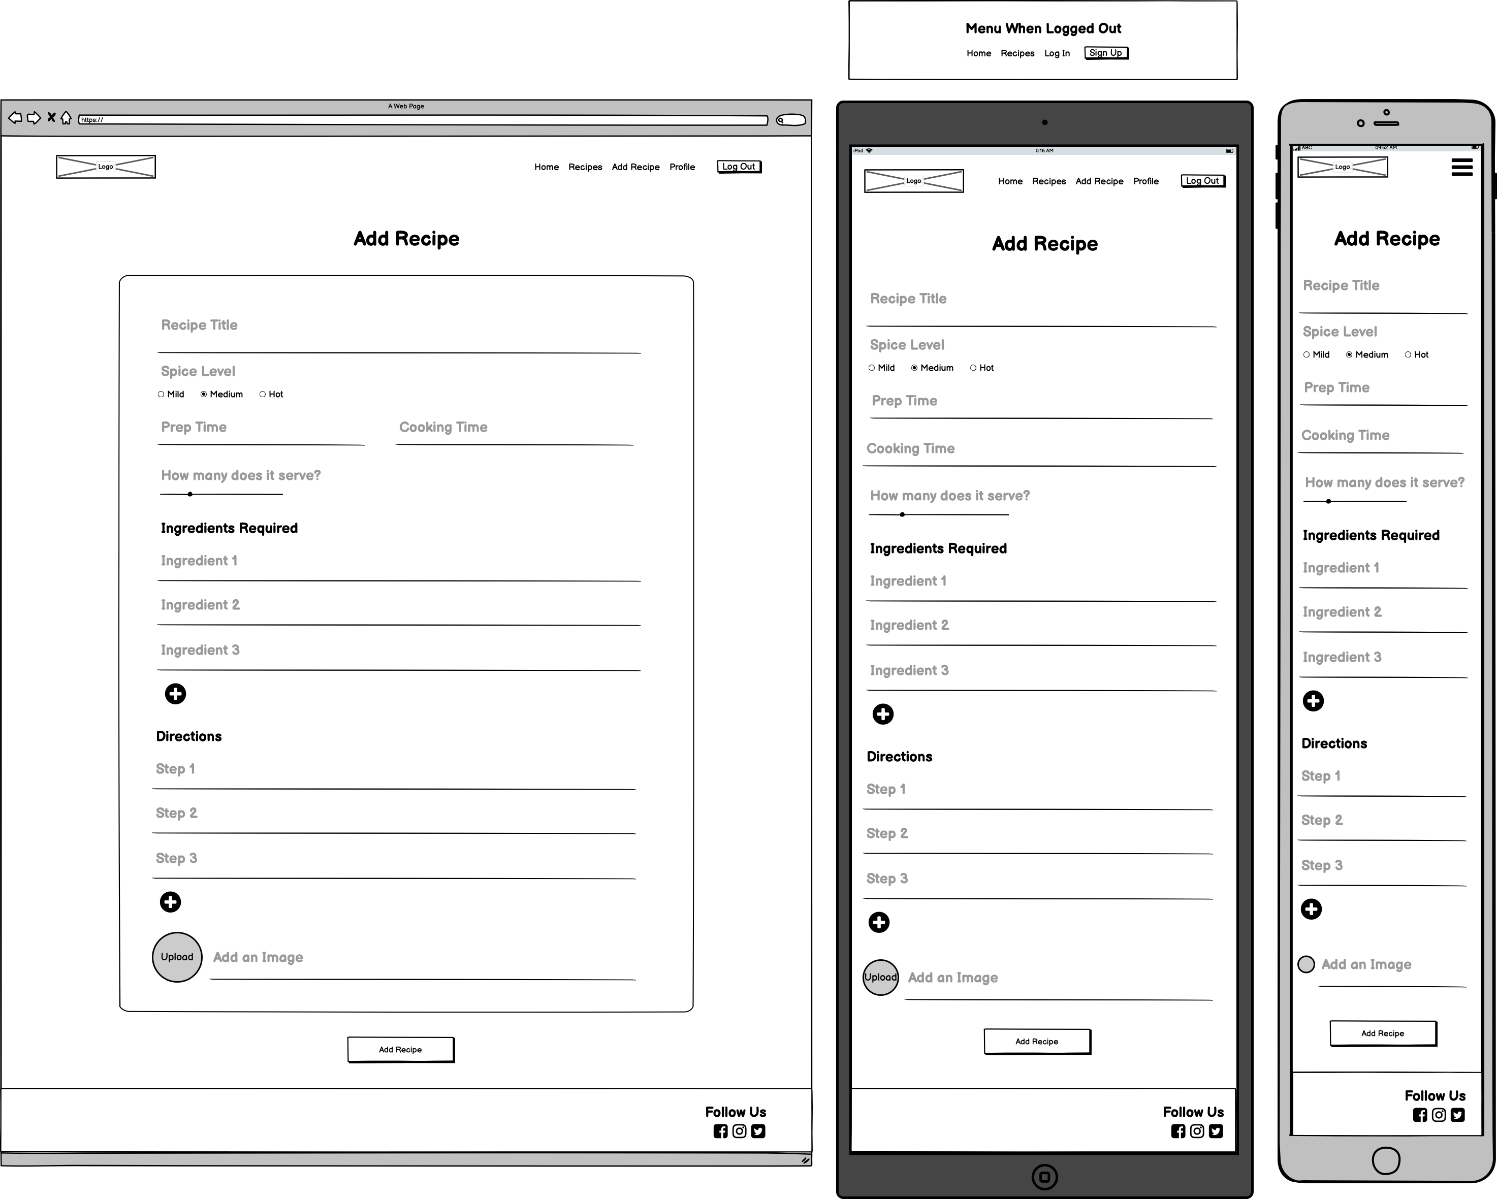 Menu When Logged Out
Home Recipes Log In Sign Up
A Web Page
https://
Logo
Home Recipes Add Recipe Profile Log Out
Add Recipe
Recipe Title
Spice Level
Mild Medium Hot
Prep Time Cooking Time
How many does it serve?
Ingredients Required
Ingredient 1
Ingredient 2
Ingredient 3
Directions
Step 1
Step 2
Step 3
Upload Add an Image
Add Recipe
Follow Us
iPad
Logo
Home Recipes Add Recipe Profile Log Out
Add Recipe
Recipe Title
Spice Level
Mild Medium Hot
Prep Time
Cooking Time
How many does it serve?
Ingredients Required
Ingredient 1
Ingredient 2
Ingredient 3
Directions
Step 1
Step 2
Step 3
Upload Add an Image
Add Recipe
Follow Us
ABC 09:52 AM
Logo
Add Recipe
Recipe Title
Spice Level
Mild Medium Hot
Prep Time
Cooking Time
How many does it serve?
Ingredients Required
Ingredient 1
Ingredient 2
Ingredient 3
Directions
Step 1
Step 2
Step 3
Add an Image
Add Recipe
Follow Us